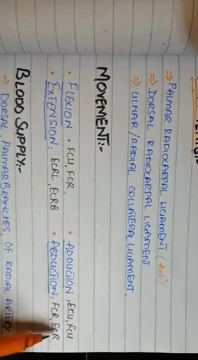 → PALMAR RADIOCARPAL LIGAMENT
→ DORSAL RADIOCARPAL LIGAMENT
→ ULNAR/RADIAL COLLATERAL LIGAMENT.
MOVEMENT:-
• FLEXION. FCU, FCR. • ADDUCTION, ECU, FCU
• EXTENSION. ECRL, ECRB • ABDUCTION, FCR, ECR
BLOOD SUPPLY:-
→ DORSAL, PALMAR BRANCHES OF RADIAL ARTERY